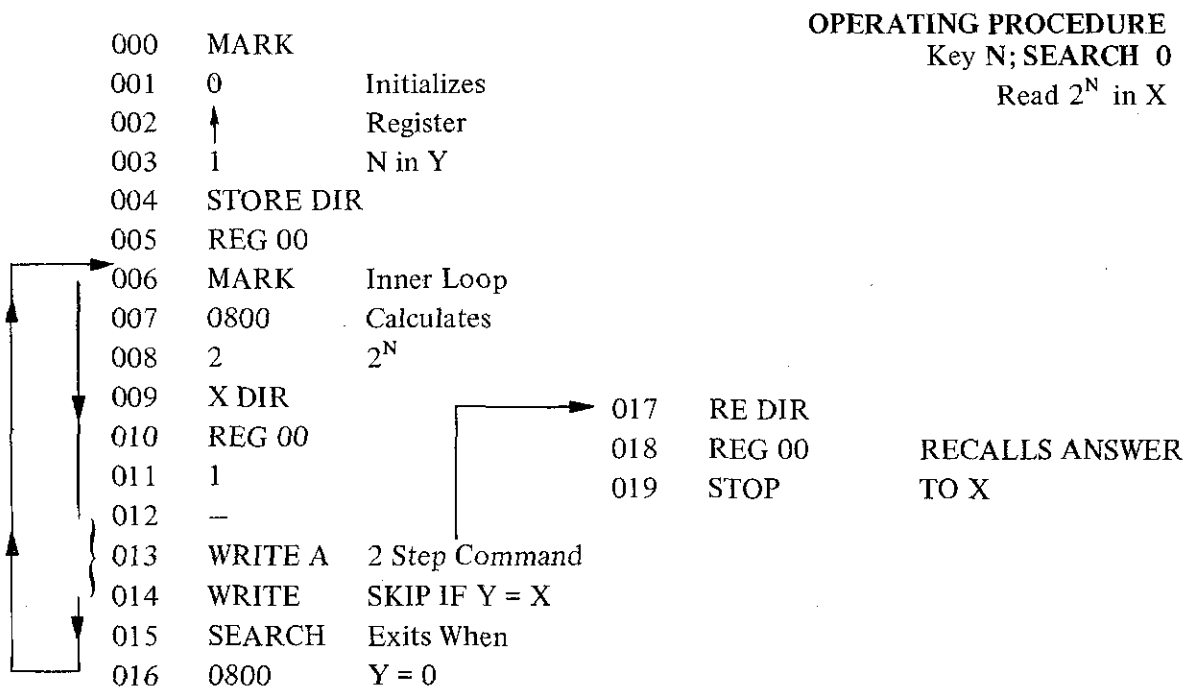 OPERATING PROCEDURE
Key N; SEARCH 0
Read 2^N in X
000 MARK
001 0 Initializes
002 ↑ Register
003 1 N in Y
004 STORE DIR
005 REG 00
006 MARK Inner Loop
007 0800 Calculates
008 2 2^N
009 X DIR
010 REG 00
011 1
012 –
013 WRITE A 2 Step Command
014 WRITE SKIP IF Y = X
015 SEARCH Exits When
016 0800 Y = 0
017 RE DIR
018 REG 00 RECALLS ANSWER
019 STOP TO X